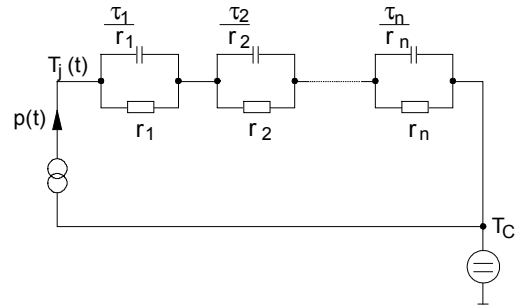 τ1 τ2 τn
r1 r2 rn
Tj (t)
r1 r2 rn
p(t)
TC